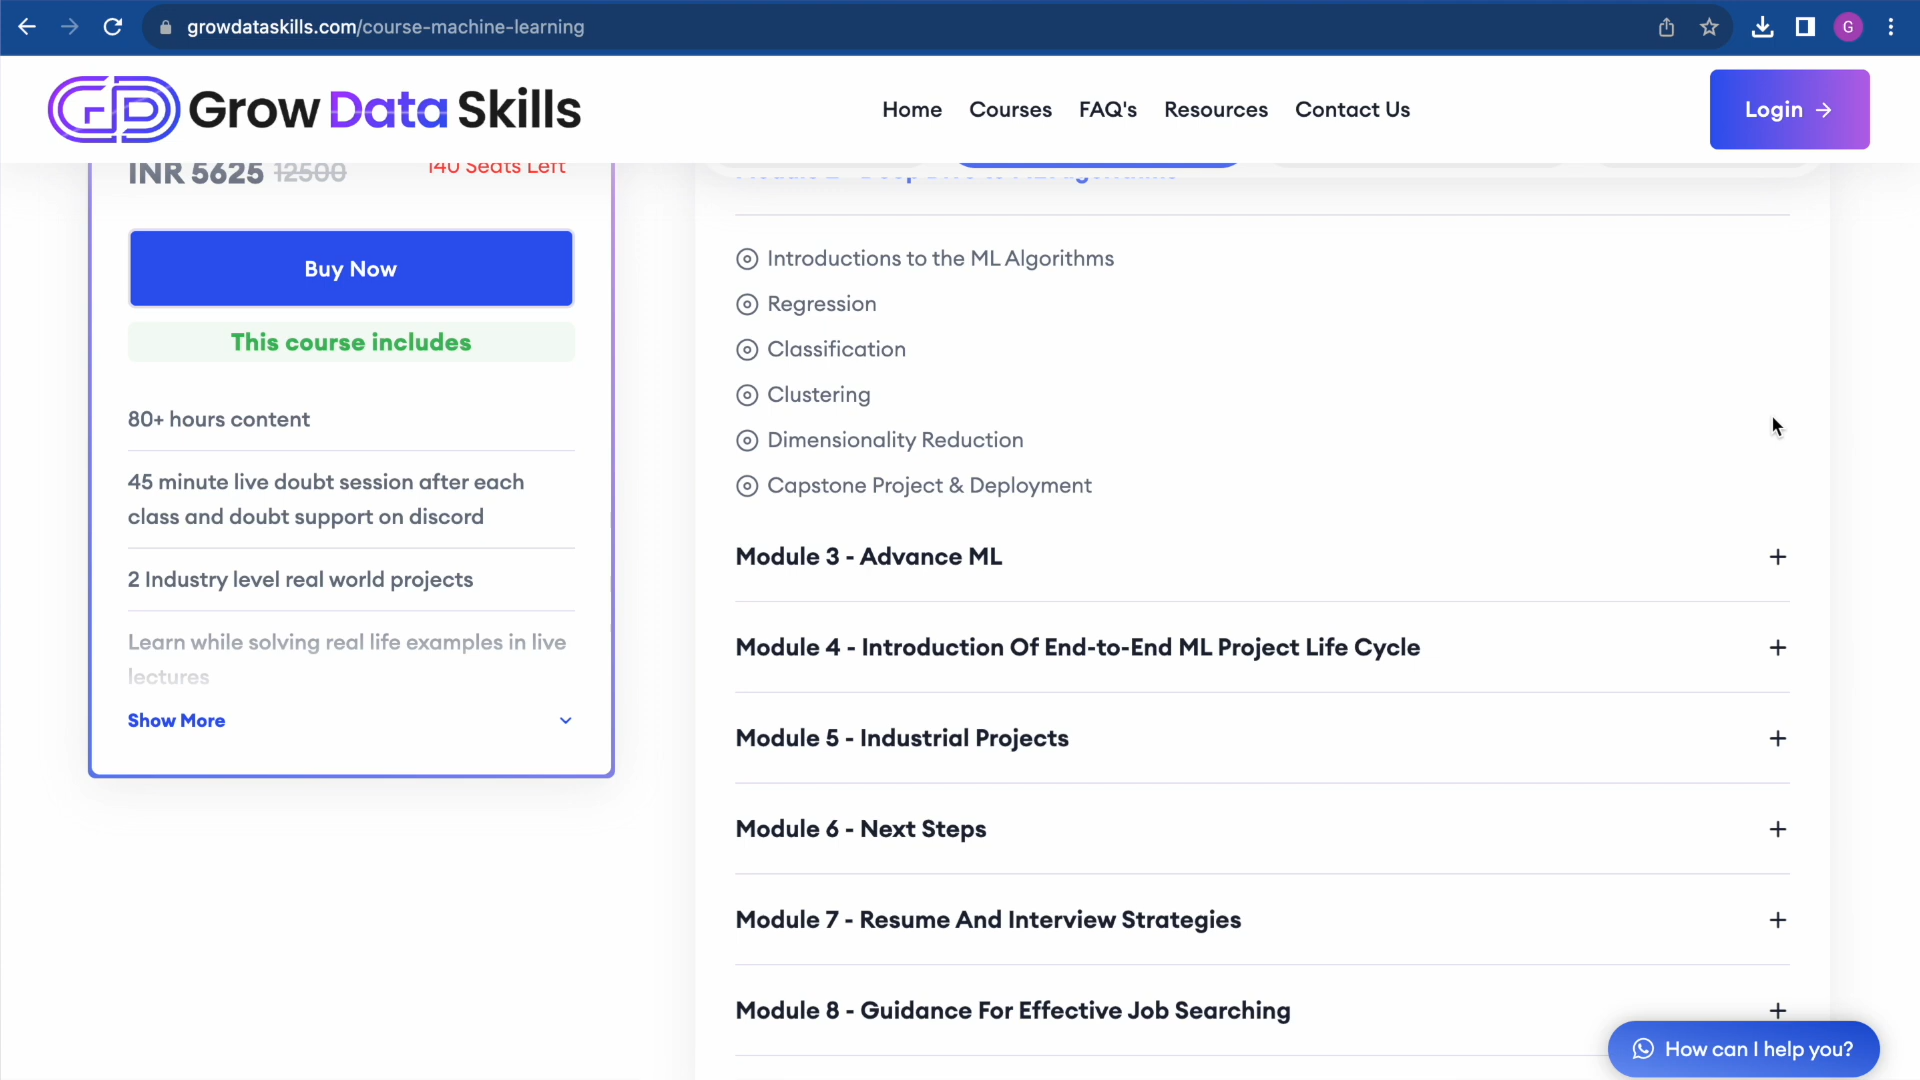 growdataskills.com/course-machine-learning
G
GD Grow Data Skills
Home
Courses
FAQ's
Resources
Contact Us
Login →
INR 5625 12500
140 Seats Left
Buy Now
This course includes
80+ hours content
45 minute live doubt session after each
class and doubt support on discord
2 Industry level real world projects
Learn while solving real life examples in live
lectures
Show More
Introductions to the ML Algorithms
Regression
Classification
Clustering
Dimensionality Reduction
Capstone Project & Deployment
Module 3 - Advance ML
Module 4 - Introduction Of End-to-End ML Project Life Cycle
Module 5 - Industrial Projects
Module 6 - Next Steps
Module 7 - Resume And Interview Strategies
Module 8 - Guidance For Effective Job Searching
How can I help you?